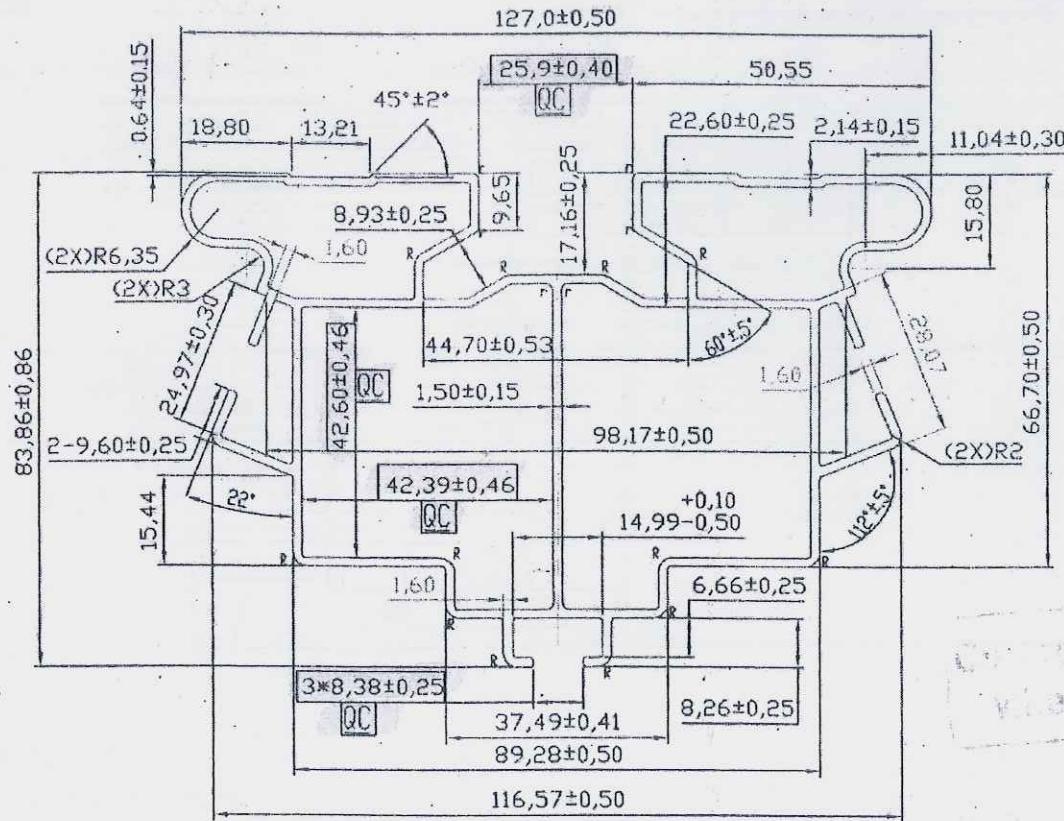 127,0±0,50
25,9±0,40
50,55
QC
0.64±0.15
45°±2°
18,80
13,21
22,60±0,25
2,14±0,15
11,04±0,30
9,65
17,16±0,25
15,80
8,93±0,25
1,60
R
R
R
R
(2X)R6,35
(2X)R3
r
r
r
r
24,97±0,30
44,70±0,53
60°±,5°
28,07
83,86±0,86
42,60±0,46
QC
1,60
66,70±0,50
1,50±0,15
2-9,60±0,25
98,17±0,50
(2X)R2
22°
42,39±0,46
QC
+0,10
14,99-0,50
112°±,5°
15,44
R
R
R
R
1,60
6,66±0,25
R
R
R
R
3*8,38±0,25
QC
37,49±0,41
8,26±0,25
89,28±0,50
116,57±0,50